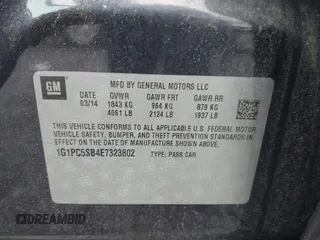 GM
MFD BY GENERAL MOTORS LLC
DATE GVWR GAWR FRT GAWR RR
03/14 1843 KG 964 KG 879 KG
4061 LB 2124 LB 1937 LB
THIS VEHICLE CONFORMS TO ALL APPLICABLE U.S. FEDERAL MOTOR VEHICLE
SAFETY, BUMPER, AND THEFT PREVENTION STANDARDS
IN EFFECT ON THE DATE OF MANUFACTURE SHOWN ABOVE.
1G1PC5SB4E7323802 TYPE: PASS CAR
DREAMBID